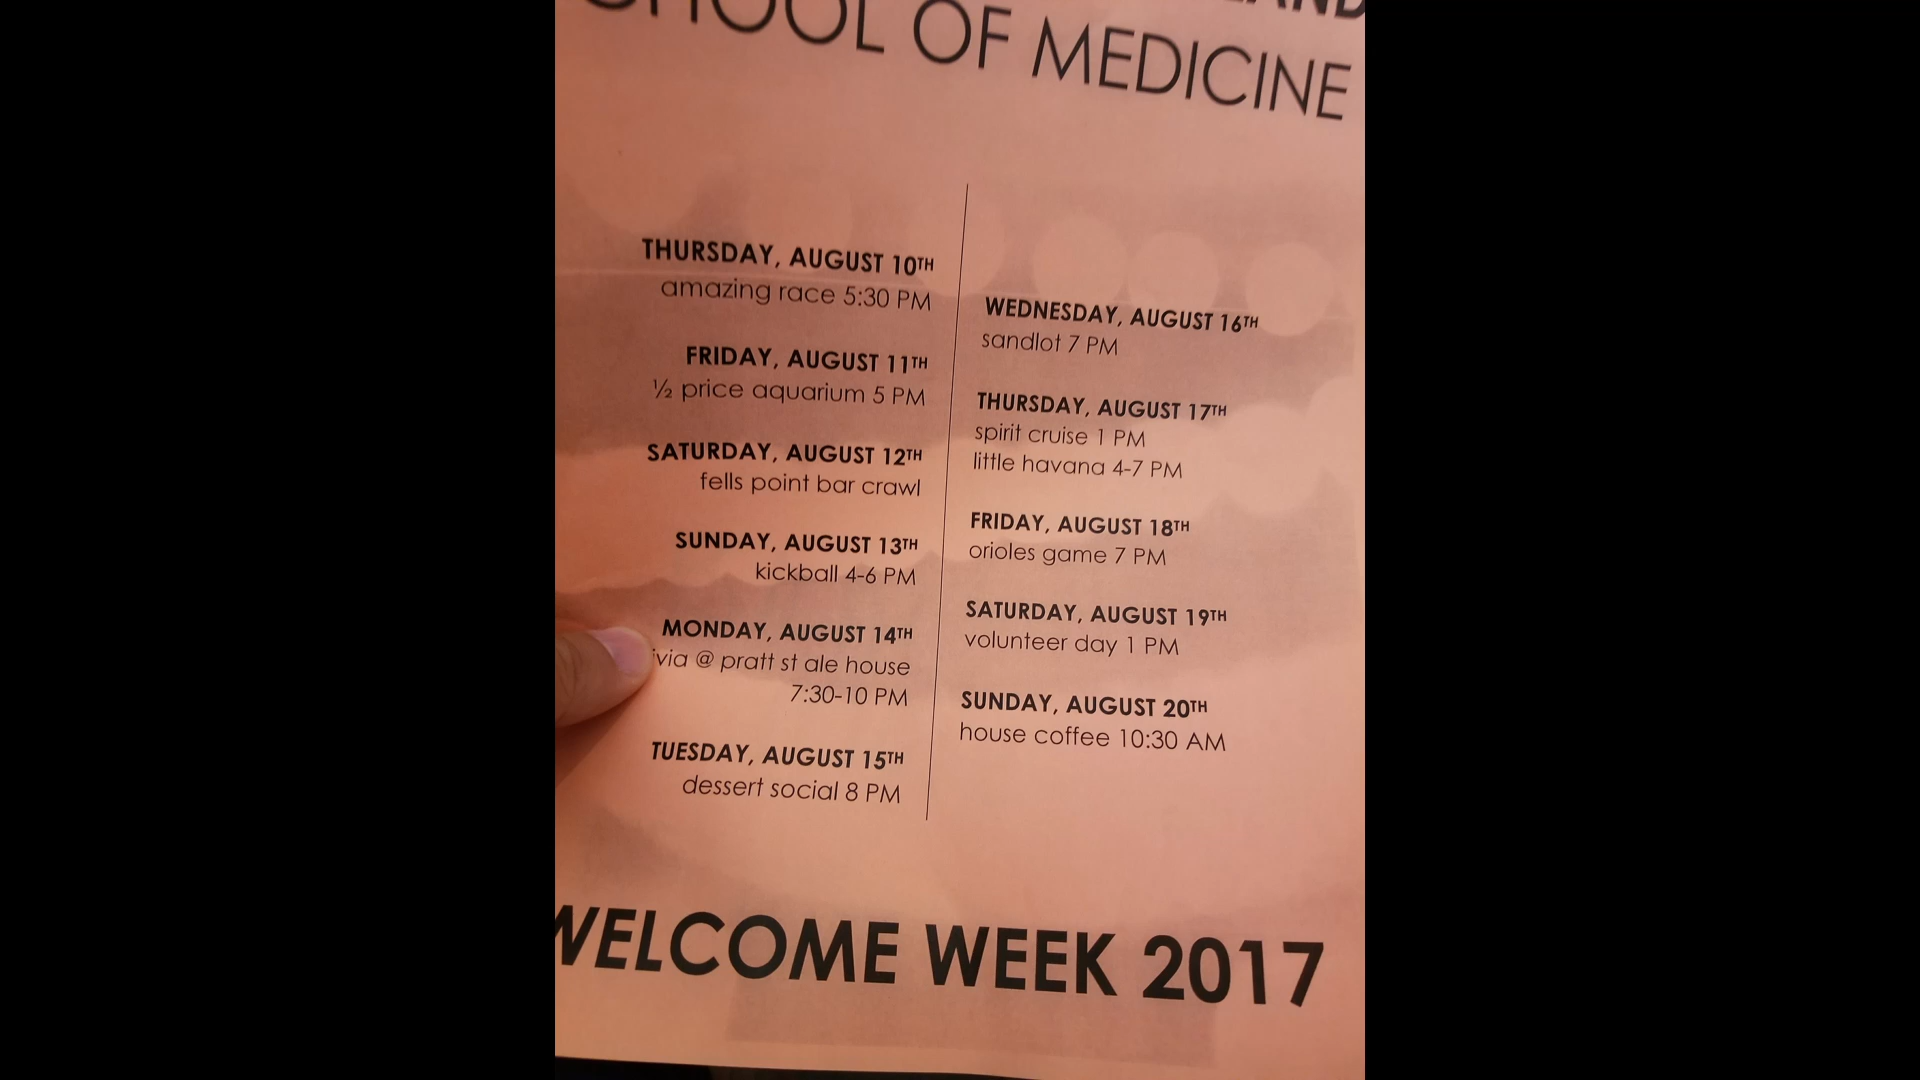 SCHOOL OF MEDICINE
THURSDAY, AUGUST 10TH
amazing race 5:30 PM
FRIDAY, AUGUST 11TH
½ price aquarium 5 PM
SATURDAY, AUGUST 12TH
fells point bar crawl
SUNDAY, AUGUST 13TH
kickball 4-6 PM
MONDAY, AUGUST 14TH
@ pratt st ale house
7:30-10 PM
TUESDAY, AUGUST 15TH
dessert social 8 PM
WEDNESDAY, AUGUST 16TH
sandlot 7 PM
THURSDAY, AUGUST 17TH
spirit cruise 1 PM
little havana 4-7 PM
FRIDAY, AUGUST 18TH
orioles game 7 PM
SATURDAY, AUGUST 19TH
volunteer day 1 PM
SUNDAY, AUGUST 20TH
house coffee 10:30 AM
WELCOME WEEK 2017